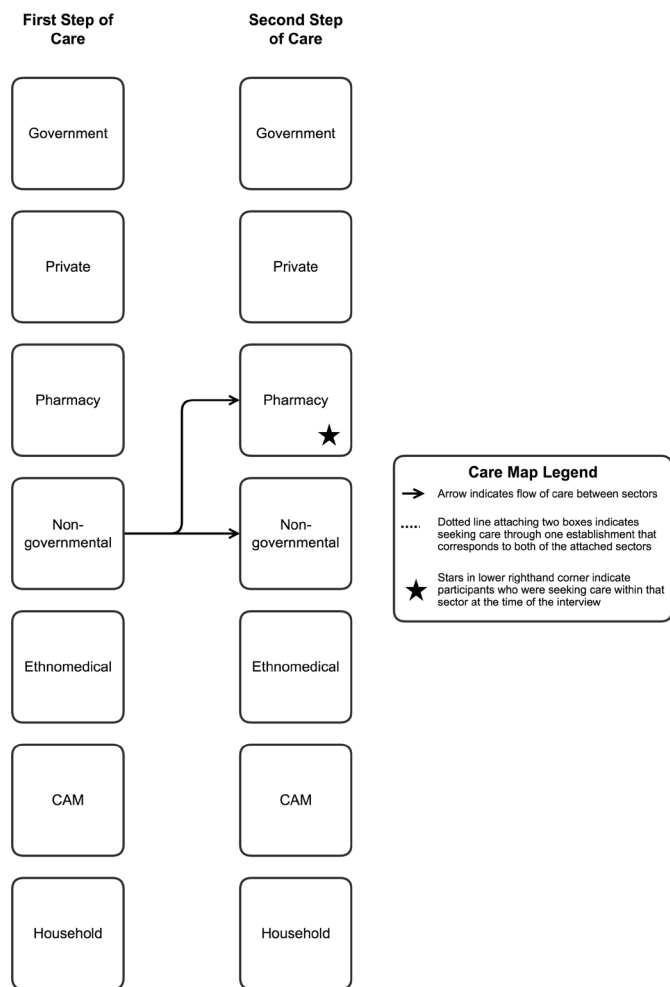 First Step of
Care
Second Step
of Care
Government
Government
Private
Private
Pharmacy
Pharmacy
Non-
governmental
Non-
governmental
Ethnomedical
Ethnomedical
CAM
CAM
Household
Household
Care Map Legend
Arrow indicates flow of care between sectors
Dotted line attaching two boxes indicates
seeking care through one establishment that
corresponds to both of the attached sectors
Stars in lower righthand corner indicate
participants who were seeking care within that
sector at the time of the interview